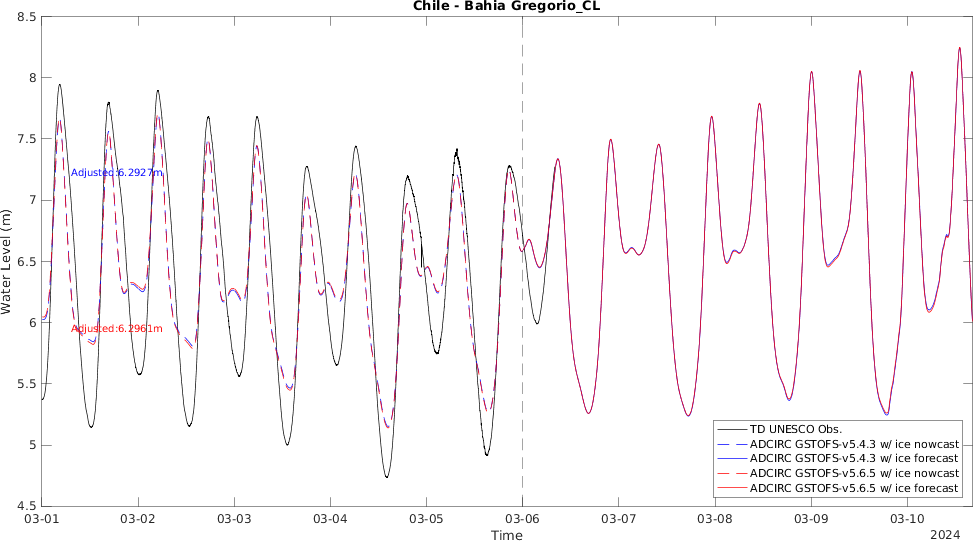 Chile - Bahia Gregorio_CL
8.5
8
7.5
7
6.5
6
5.5
5
4.5
Water Level (m)
Adjusted:6.2927m
Adjusted:6.2961m
TD UNESCO Obs.
ADCIRC GSTOFS-v5.4.3 w/ ice nowcast
ADCIRC GSTOFS-v5.4.3 w/ ice forecast
ADCIRC GSTOFS-v5.6.5 w/ ice nowcast
ADCIRC GSTOFS-v5.6.5 w/ ice forecast
03-01 03-02 03-03 03-04 03-05 03-06 03-07 03-08 03-09 03-10
Time
2024